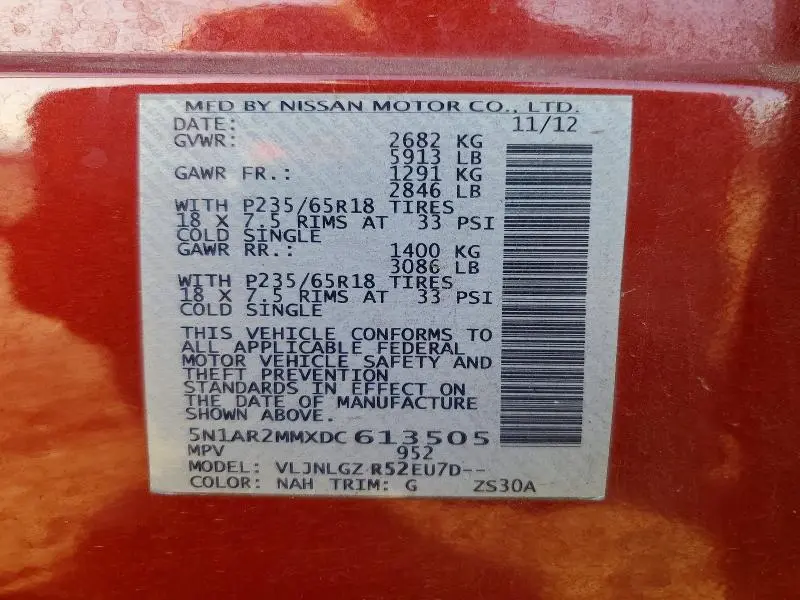 MFD BY NISSAN MOTOR CO., LTD.
DATE: 11/12
GVWR: 2682 KG
5913 LB
GAWR FR.: 1291 KG
2846 LB
WITH P235/65R18 TIRES
18 X 7.5 RIMS AT 33 PSI
COLD SINGLE
GAWR RR.: 1400 KG
3086 LB
WITH P235/65R18 TIRES
18 X 7.5 RIMS AT 33 PSI
COLD SINGLE
THIS VEHICLE CONFORMS TO
ALL APPLICABLE FEDERAL
MOTOR VEHICLE SAFETY AND
THEFT PREVENTION
STANDARDS IN EFFECT ON
THE DATE OF MANUFACTURE
SHOWN ABOVE.
5N1AR2MMXDC 613505
MPV 952
MODEL: VLJNLGZ R52EU7D--
COLOR: NAH TRIM: G ZS30A